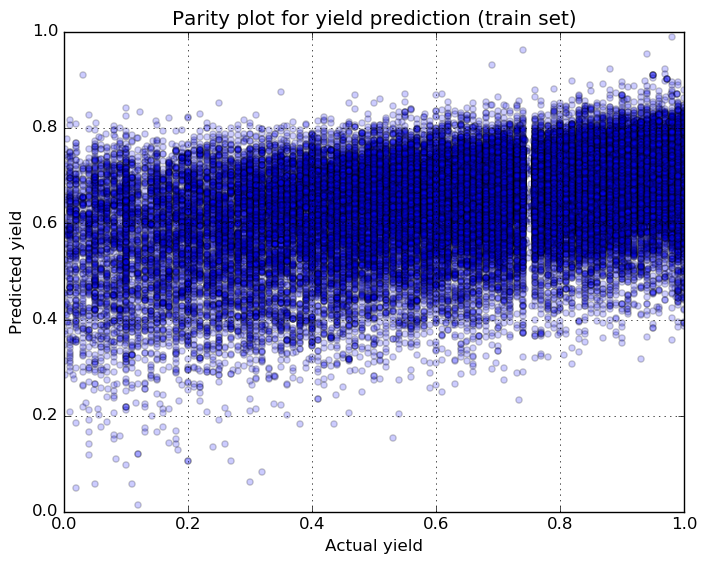 Parity plot for yield prediction (train set)
1.0
0.8
0.6
0.4
0.2
0.0
Predicted yield
0.0 0.2 0.4 0.6 0.8 1.0
Actual yield